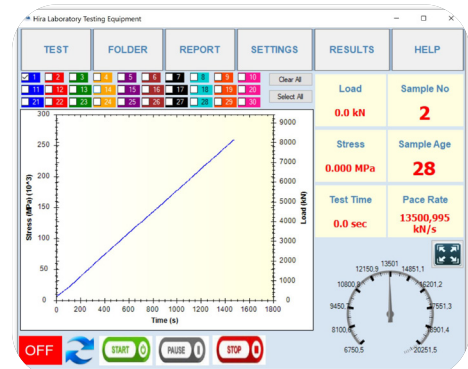 Hira Laboratory Testing Equipment
TEST FOLDER REPORT SETTINGS RESULTS HELP
1 2 3 4 5 6 7 8 9 10 Clear All
11 12 13 14 15 16 17 18 19 20
21 22 23 24 25 26 27 28 29 30 Select All
Load
0.0 kN
Sample No
2
Stress
0.000 MPa
Sample Age
28
Test Time
0.0 sec
Pace Rate
13500,995
kN/s
Stress (MPa) (10^3)
300
250
200
150
100
50
0
9000
8000
7000
6000
5000
4000
3000
2000
1000
0
Load (kN)
0 200 400 600 800 1000 1200 1400 1600 1800
Time (s)
6750,5
8100,6
9450,7
10800,8
12150,9
13501
14851,1
16201,2
17551,3
18901,4
20251,5
OFF START PAUSE STOP